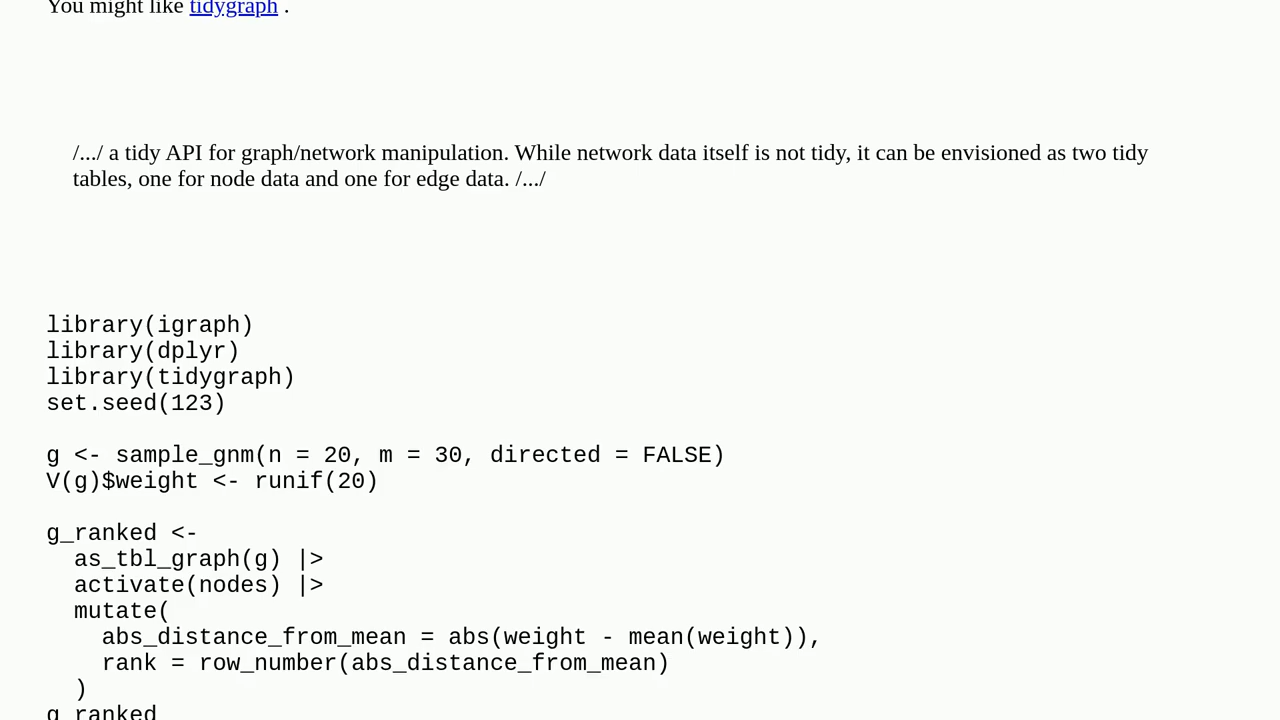 You might like tidygraph .
/.../ a tidy API for graph/network manipulation. While network data itself is not tidy, it can be envisioned as two tidy
tables, one for node data and one for edge data. /.../
library(igraph)
library(dplyr)
library(tidygraph)
set.seed(123)
g <- sample_gnm(n = 20, m = 30, directed = FALSE)
V(g)$weight <- runif(20)
g_ranked <-
  as_tbl_graph(g) |>
  activate(nodes) |>
  mutate(
    abs_distance_from_mean = abs(weight - mean(weight)),
    rank = row_number(abs_distance_from_mean)
  )
g_ranked